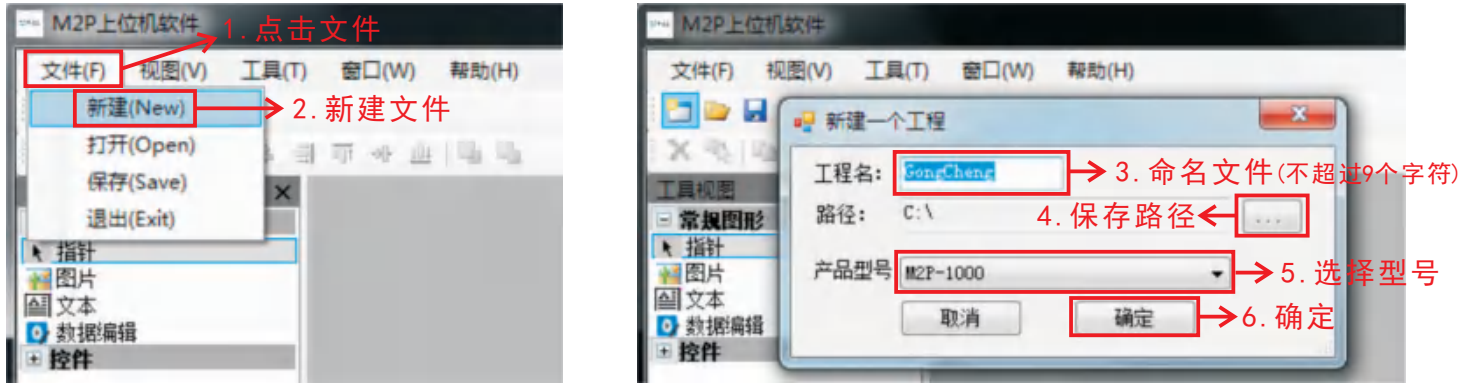 M2P上位机软件
1.点击文件
文件(F) 视图(V) 工具(T) 窗口(W) 帮助(H)
新建(New)
2.新建文件
打开(Open)
保存(Save)
退出(Exit)
指针
图片
文本
数据编辑
控件
M2P上位机软件
文件(F) 视图(V) 工具(T) 窗口(W) 帮助(H)
新建一个工程
工程名: GongCheng
3.命名文件(不超过9个字符)
路径: C:\
4.保存路径
...
产品型号 M2P-1000
5.选择型号
取消
确定
6.确定
工具视图
常规图形
指针
图片
文本
数据编辑
控件